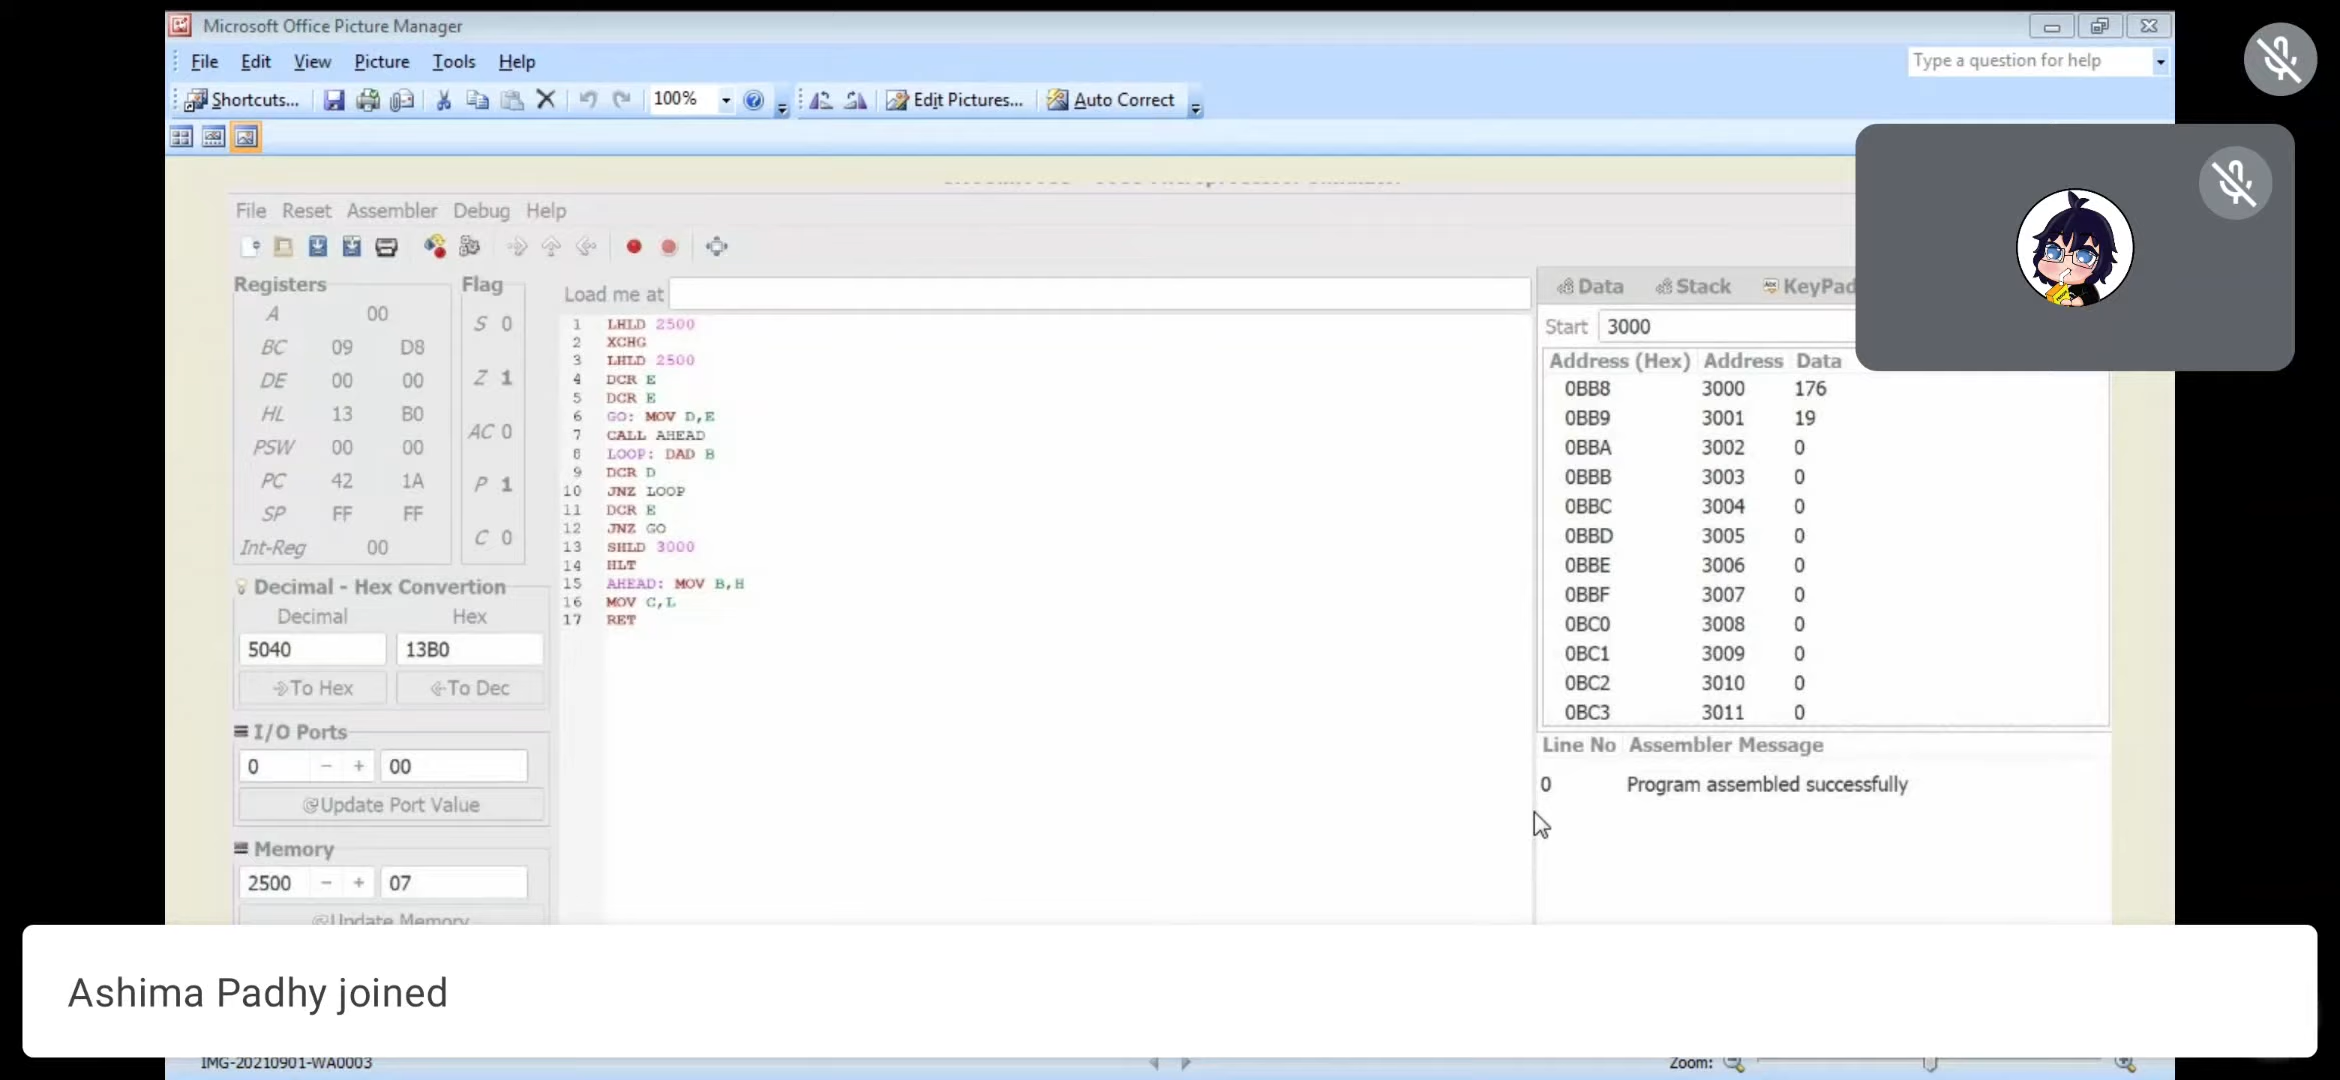 Microsoft Office Picture Manager
File Edit View Picture Tools Help
Type a question for help
Shortcuts... 100% Edit Pictures... Auto Correct
File Reset Assembler Debug Help
Registers
A 00
BC 09 D8
DE 00 00
HL 13 B0
PSW 00 00
PC 42 1A
SP FF FF
Int-Reg 00
Flag
S 0
Z 1
AC 0
P 1
C 0
Decimal - Hex Convertion
Decimal Hex
5040 13B0
To Hex To Dec
I/O Ports
0 - + 00
Update Port Value
Memory
2500 - + 07
Update Memory
Load me at
1 LHLD 2500
2 XCHG
3 LHLD 2500
4 DCR E
5 DCR E
6 GO: MOV D,E
7 CALL AHEAD
8 LOOP: DAD B
9 DCR D
10 JNZ LOOP
11 DCR E
12 JNZ GO
13 SHLD 3000
14 HLT
15 AHEAD: MOV B,H
16 MOV C,L
17 RET
Data Stack KeyPad
Start 3000
Address (Hex) Address Data
0BB8 3000 176
0BB9 3001 19
0BBA 3002 0
0BBB 3003 0
0BBC 3004 0
0BBD 3005 0
0BBE 3006 0
0BBF 3007 0
0BC0 3008 0
0BC1 3009 0
0BC2 3010 0
0BC3 3011 0
Line No Assembler Message
0 Program assembled successfully
Ashima Padhy joined
IMG-20210901-WA0003
Zoom: